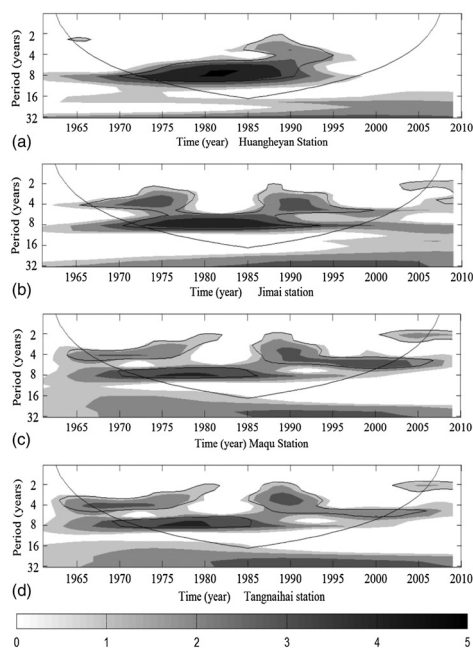 2
4
8
16
32
Period (years)
(a)
1965 1970 1975 1980 1985 1990 1995 2000 2005 2010
Time (year) Huangheyan Station
2
4
8
16
32
Period (years)
(b)
1965 1970 1975 1980 1985 1990 1995 2000 2005 2010
Time (year) Jimai station
2
4
8
16
32
Period (years)
(c)
1965 1970 1975 1980 1985 1990 1995 2000 2005 2010
Time (year) Maqu Station
2
4
8
16
32
Period (years)
(d)
1965 1970 1975 1980 1985 1990 1995 2000 2005 2010
Time (year) Tangnaihai station
0 1 2 3 4 5